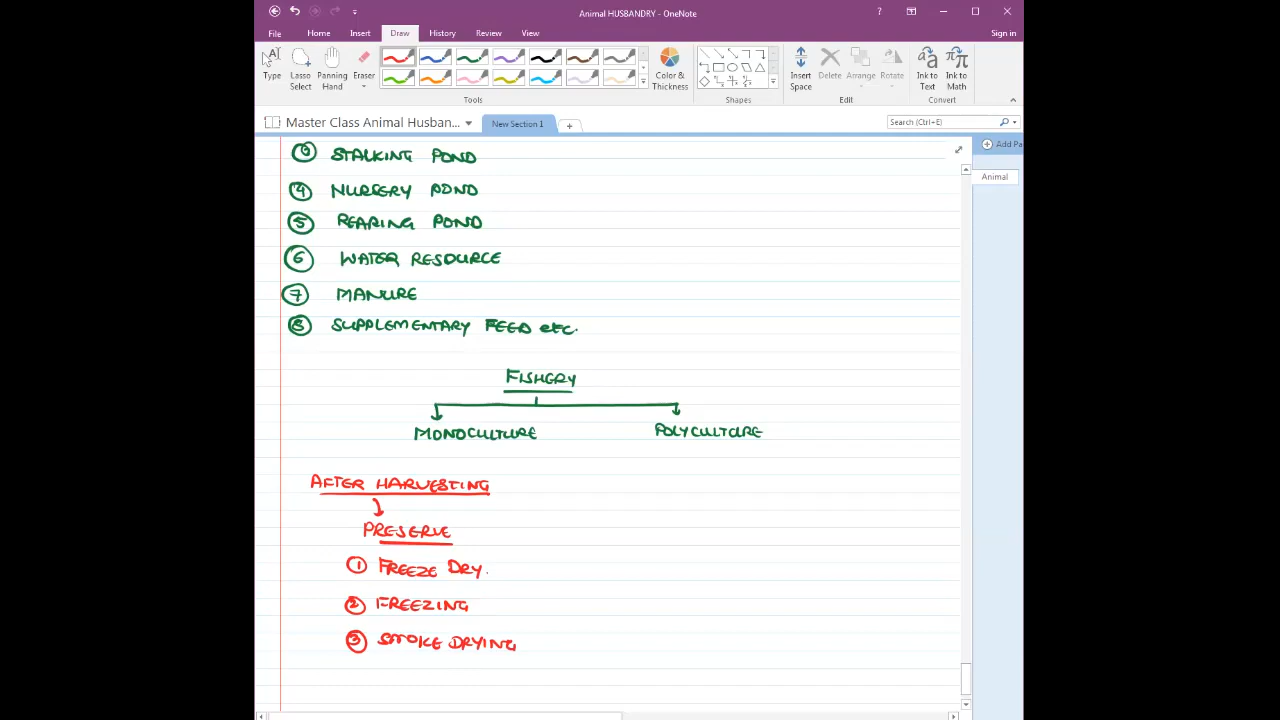 Animal HUSBANDRY - OneNote
?
File Home Insert Draw History Review View Sign in
Type
Lasso Select
Panning Hand
Eraser
Color & Thickness
Insert Space
Delete
Arrange
Rotate
Ink to Text
Ink to Math
Tools Shapes Edit Convert
Master Class Animal Husban... New Section 1 Search (Ctrl+E)
Add Pa
Animal
3 STALKING POND
4 NURSERY POND
5 REARING POND
6 WATER RESOURCE
7 MANURE
8 SUPPLEMENTARY FEED etc.
FISHERY
MONOCULTURE POLYCULTURE
AFTER HARVESTING
PRESERVE
1 FREEZE DRY.
2 FREEZING
3 SMOKE DRYING